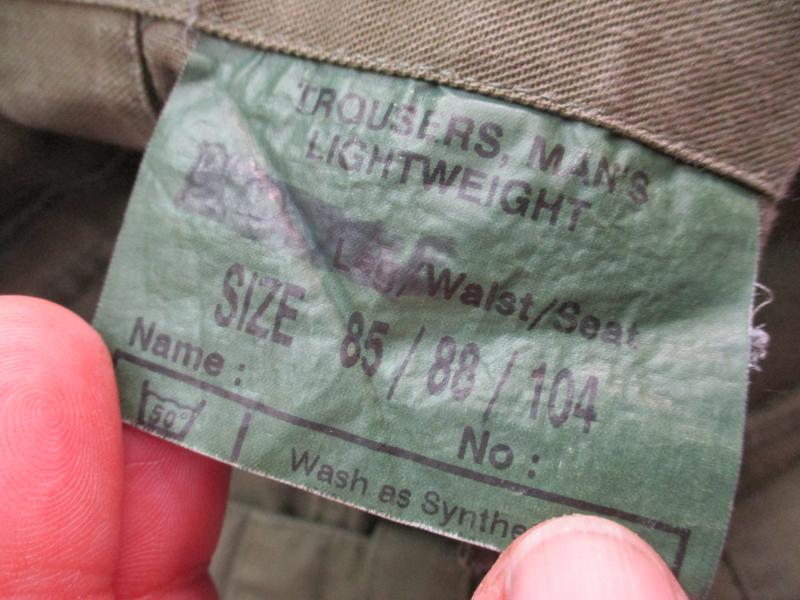 TROUSERS, MAN'S
LIGHTWEIGHT
Leg/Waist/Seat
SIZE 85/88/104
Name: No:
50° Wash as Synthe